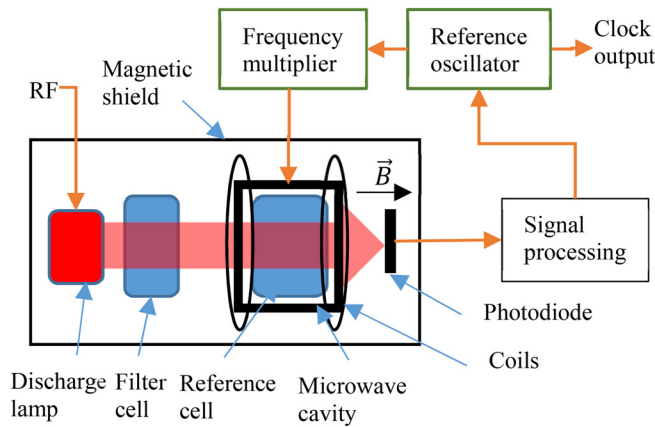 Frequency
multiplier
Reference
oscillator
Clock
output
Magnetic
shield
RF
B
Signal
processing
Photodiode
Coils
Discharge
lamp
Filter
cell
Reference
cell
Microwave
cavity